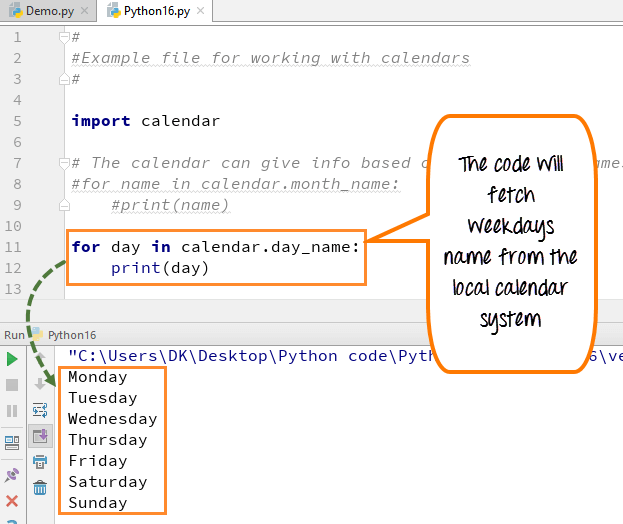 Demo.py × Python16.py ×
1 #
2 #Example file for working with calendars
3 #
4
5 import calendar
6
7 # The calendar can give info based o
8 #for name in calendar.month_name:
9 #print(name)
10
11 for day in calendar.day_name:
12 print(day)
13
The code will
fetch
Weekdays
name from the
local calendar
system
Run Python16
"C:\Users\DK\Desktop\Python code\Pyth 6\ve
Monday
Tuesday
Wednesday
Thursday
Friday
Saturday
Sunday